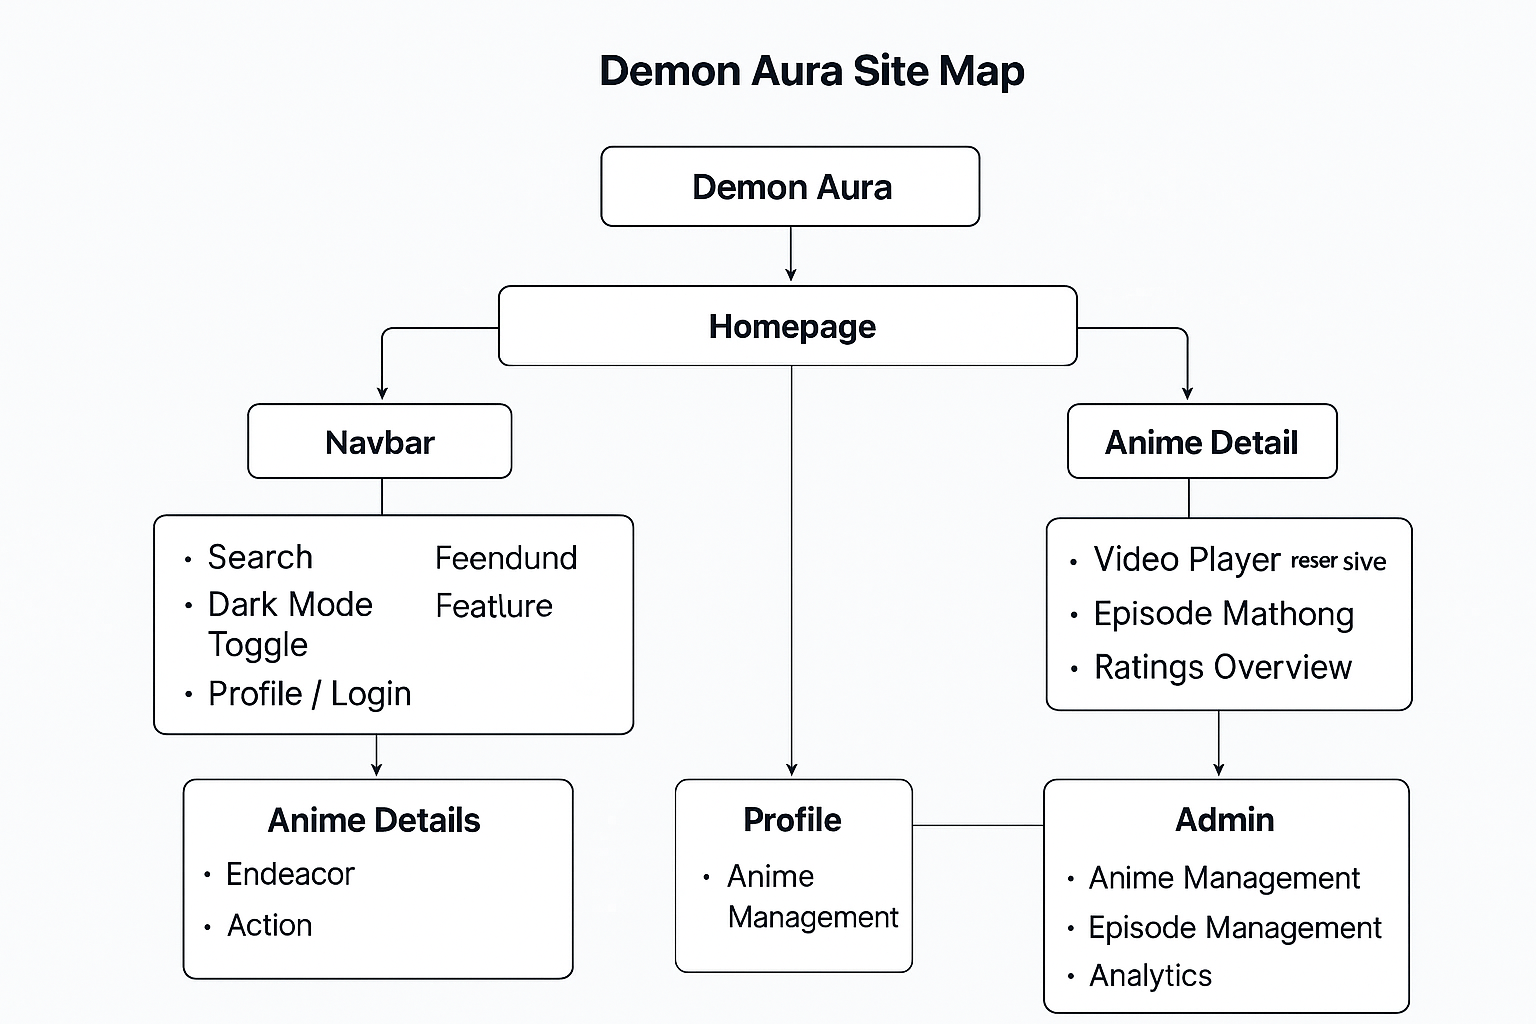 Demon Aura Site Map
Demon Aura
Homepage
Navbar
Anime Detail
• Search
Feendund
• Dark Mode
Toggle
Featlure
• Profile / Login
• Video Player reser sive
• Episode Mathong
• Ratings Overview
Anime Details
• Endeacor
• Action
Profile
• Anime
Management
Admin
• Anime Management
• Episode Management
• Analytics